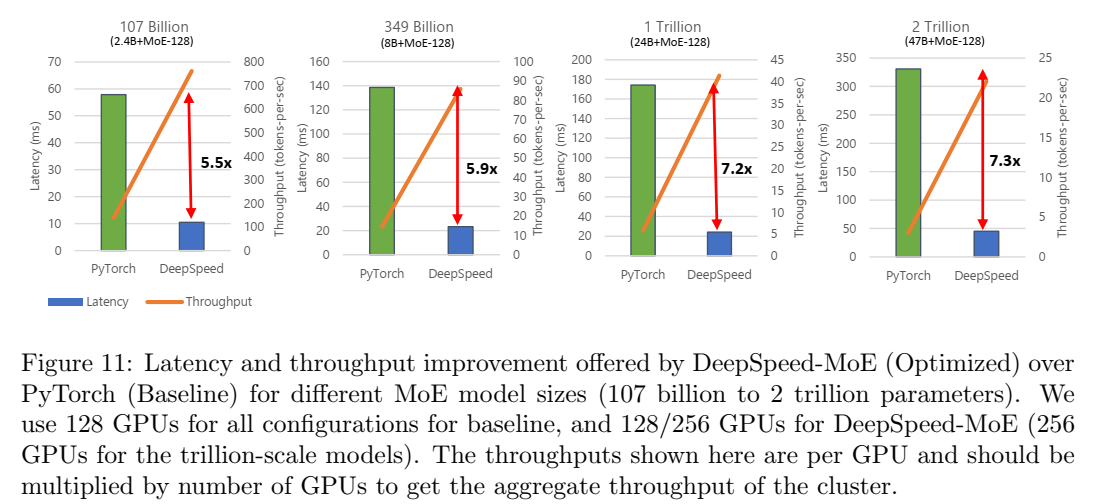 107 Billion
(2.4B+MoE-128)
Latency (ms)
70
60
50
40
30
20
10
0
800
700
600
500
400
300
200
100
0
Throughput (tokens-per-sec)
5.5x
PyTorch
DeepSpeed
349 Billion
(8B+MoE-128)
Latency (ms)
160
140
120
100
80
60
40
20
0
100
90
80
70
60
50
40
30
20
10
0
Throughput (tokens-per-sec)
5.9x
PyTorch
DeepSpeed
1 Trillion
(24B+MoE-128)
Latency (ms)
200
180
160
140
120
100
80
60
40
20
0
45
40
35
30
25
20
15
10
5
0
Throughput (tokens-per-sec)
7.2x
PyTorch
DeepSpeed
2 Trillion
(47B+MoE-128)
Latency (ms)
350
300
250
200
150
100
50
0
25
20
15
10
5
0
Throughput (tokens-per-sec)
7.3x
PyTorch
DeepSpeed
Latency
Throughput
Figure 11: Latency and throughput improvement offered by DeepSpeed-MoE (Optimized) over
PyTorch (Baseline) for different MoE model sizes (107 billion to 2 trillion parameters). We
use 128 GPUs for all configurations for baseline, and 128/256 GPUs for DeepSpeed-MoE (256
GPUs for the trillion-scale models). The throughputs shown here are per GPU and should be
multiplied by number of GPUs to get the aggregate throughput of the cluster.